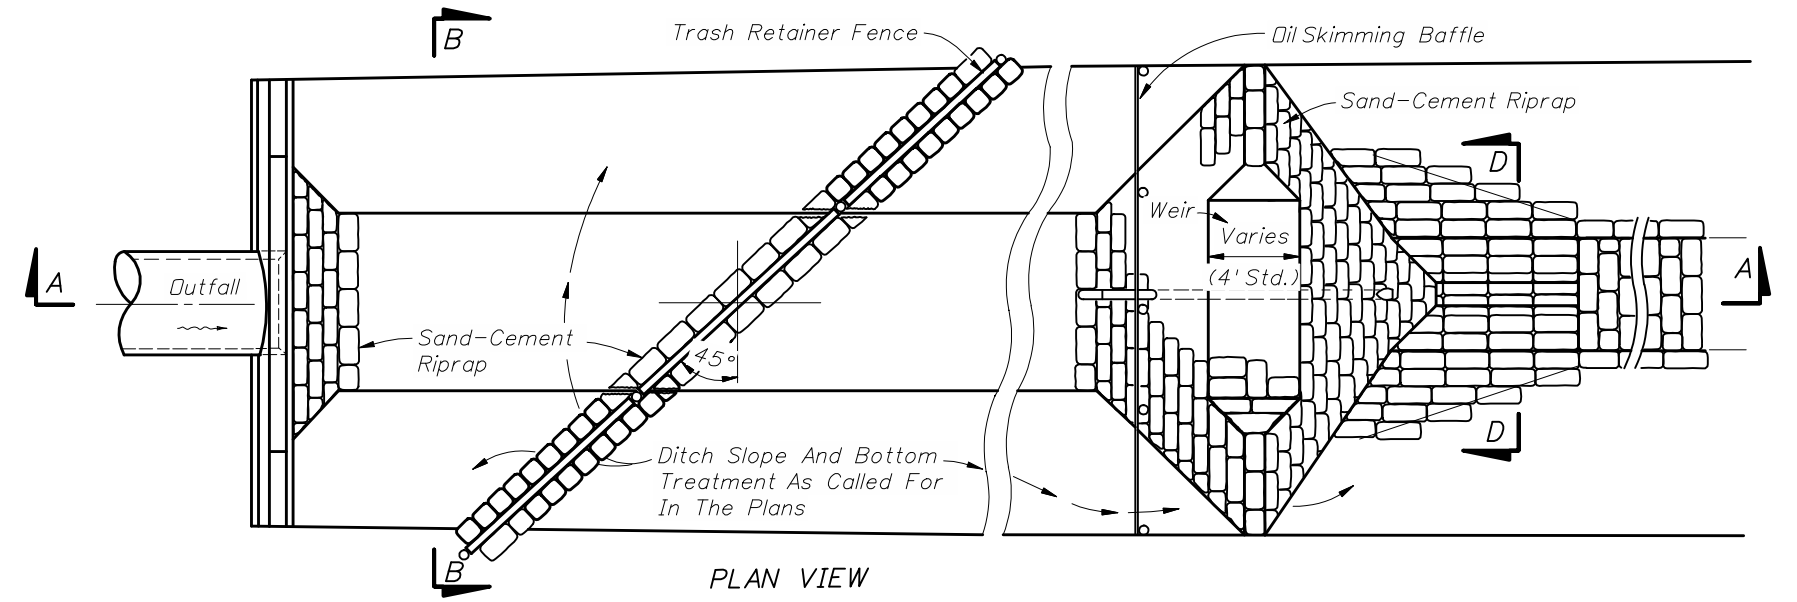 B
Trash Retainer Fence
Oil Skimming Baffle
Sand-Cement Riprap
D
Weir
Varies
(4' Std.)
A
Outfall
A
Sand-Cement
Riprap
45°
Ditch Slope And Bottom
Treatment As Called For
In The Plans
D
B
PLAN VIEW